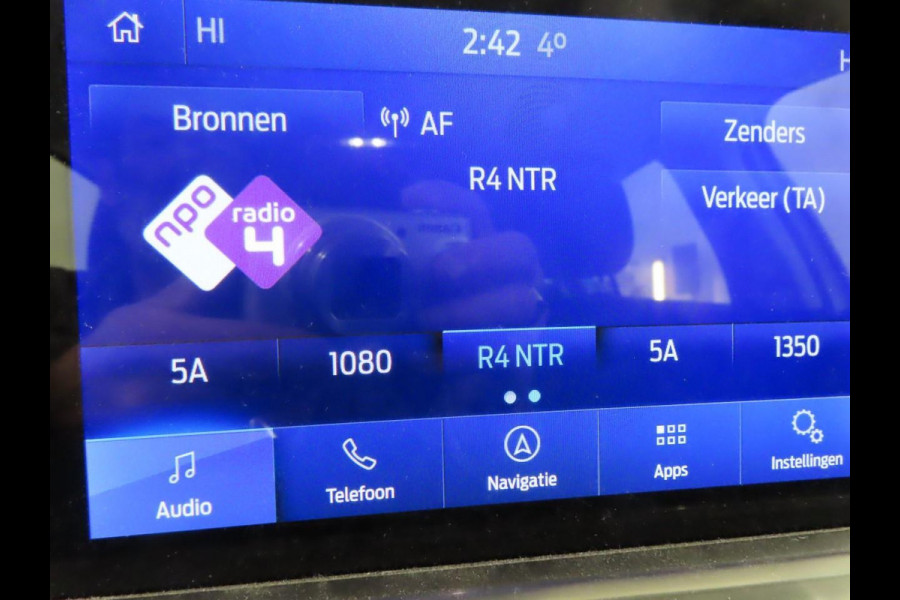 HI
2:42 4º
H
Bronnen
AF
Zenders
R4 NTR
Verkeer (TA)
npo
radio
4
5A
1080
R4 NTR
5A
1350
Audio
Telefoon
Navigatie
Apps
Instellingen